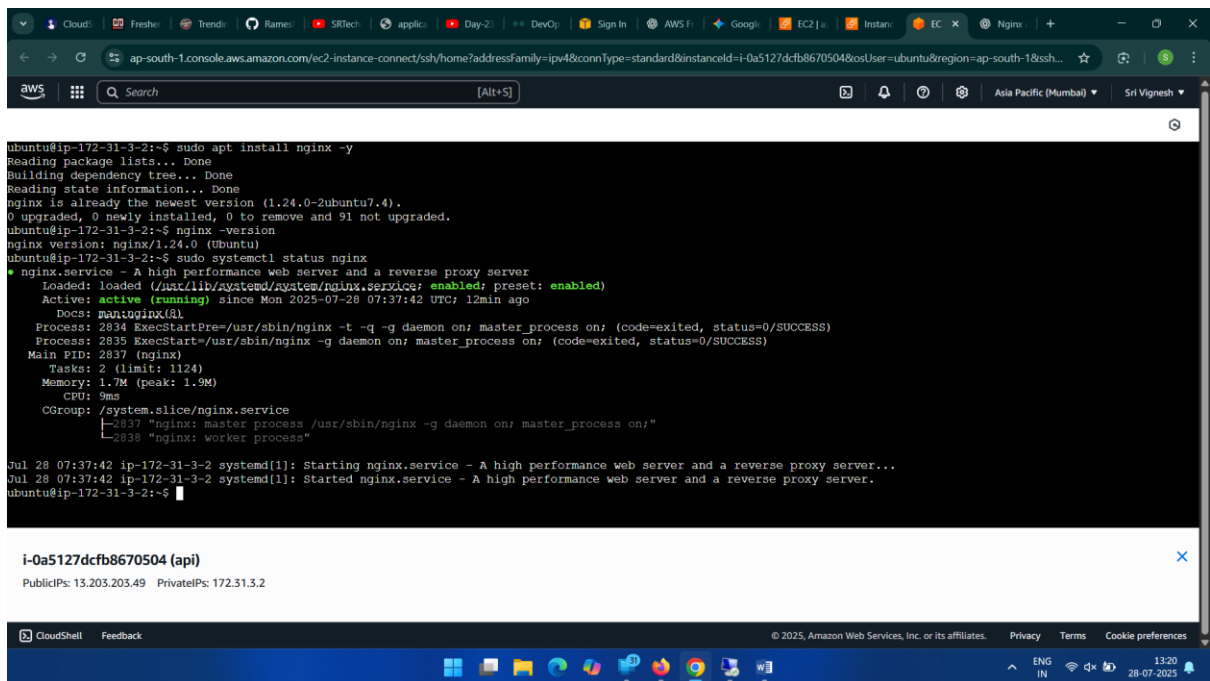 CloudS
Fresher
Trendin
Rames
SRTech
applica
Day-23
DevOp
Sign In
AWS Fr
Google
EC2 | a
Instanc
EC
Nginx
ap-south-1.console.aws.amazon.com/ec2-instance-connect/ssh/home?addressFamily=ipv4&connType=standard&instanceId=i-0a5127dcfb8670504&osUser=ubuntu&region=ap-south-1&ssh...
S
aws
Search
[Alt+S]
Asia Pacific (Mumbai)
Sri Vignesh
ubuntu@ip-172-31-3-2:~$ sudo apt install nginx -y
Reading package lists... Done
Building dependency tree... Done
Reading state information... Done
nginx is already the newest version (1.24.0-2ubuntu7.4).
0 upgraded, 0 newly installed, 0 to remove and 91 not upgraded.
ubuntu@ip-172-31-3-2:~$ nginx -version
nginx version: nginx/1.24.0 (Ubuntu)
ubuntu@ip-172-31-3-2:~$ sudo systemctl status nginx
● nginx.service - A high performance web server and a reverse proxy server
Loaded: loaded (/usr/lib/systemd/system/nginx.service; enabled; preset: enabled)
Active: active (running) since Mon 2025-07-28 07:37:42 UTC; 12min ago
Docs: man:nginx(8)
Process: 2834 ExecStartPre=/usr/sbin/nginx -t -q -g daemon on; master_process on; (code=exited, status=0/SUCCESS)
Process: 2835 ExecStart=/usr/sbin/nginx -g daemon on; master_process on; (code=exited, status=0/SUCCESS)
Main PID: 2837 (nginx)
Tasks: 2 (limit: 1124)
Memory: 1.7M (peak: 1.9M)
CPU: 9ms
CGroup: /system.slice/nginx.service
├─2837 "nginx: master process /usr/sbin/nginx -g daemon on; master_process on;"
└─2838 "nginx: worker process"
Jul 28 07:37:42 ip-172-31-3-2 systemd[1]: Starting nginx.service - A high performance web server and a reverse proxy server...
Jul 28 07:37:42 ip-172-31-3-2 systemd[1]: Started nginx.service - A high performance web server and a reverse proxy server.
ubuntu@ip-172-31-3-2:~$
i-0a5127dcfb8670504 (api)
PublicIPs: 13.203.203.49 PrivateIPs: 172.31.3.2
CloudShell Feedback
© 2025, Amazon Web Services, Inc. or its affiliates. Privacy Terms Cookie preferences
31
ENG
IN
13:20
28-07-2025